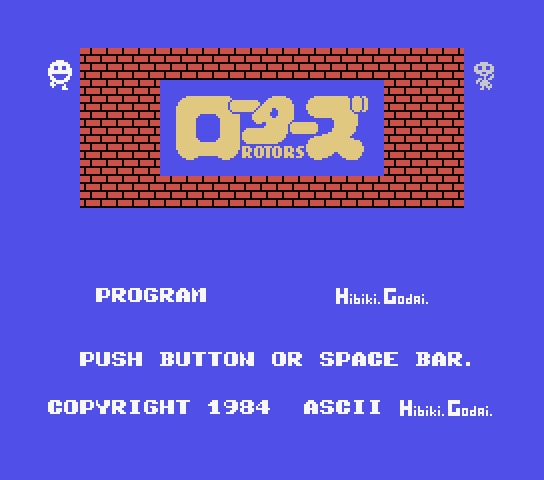 ローターズ
ROTORS
PROGRAM Hibiki.Godai.
PUSH BUTTON OR SPACE BAR.
COPYRIGHT 1984 ASCII Hibiki.Godai.